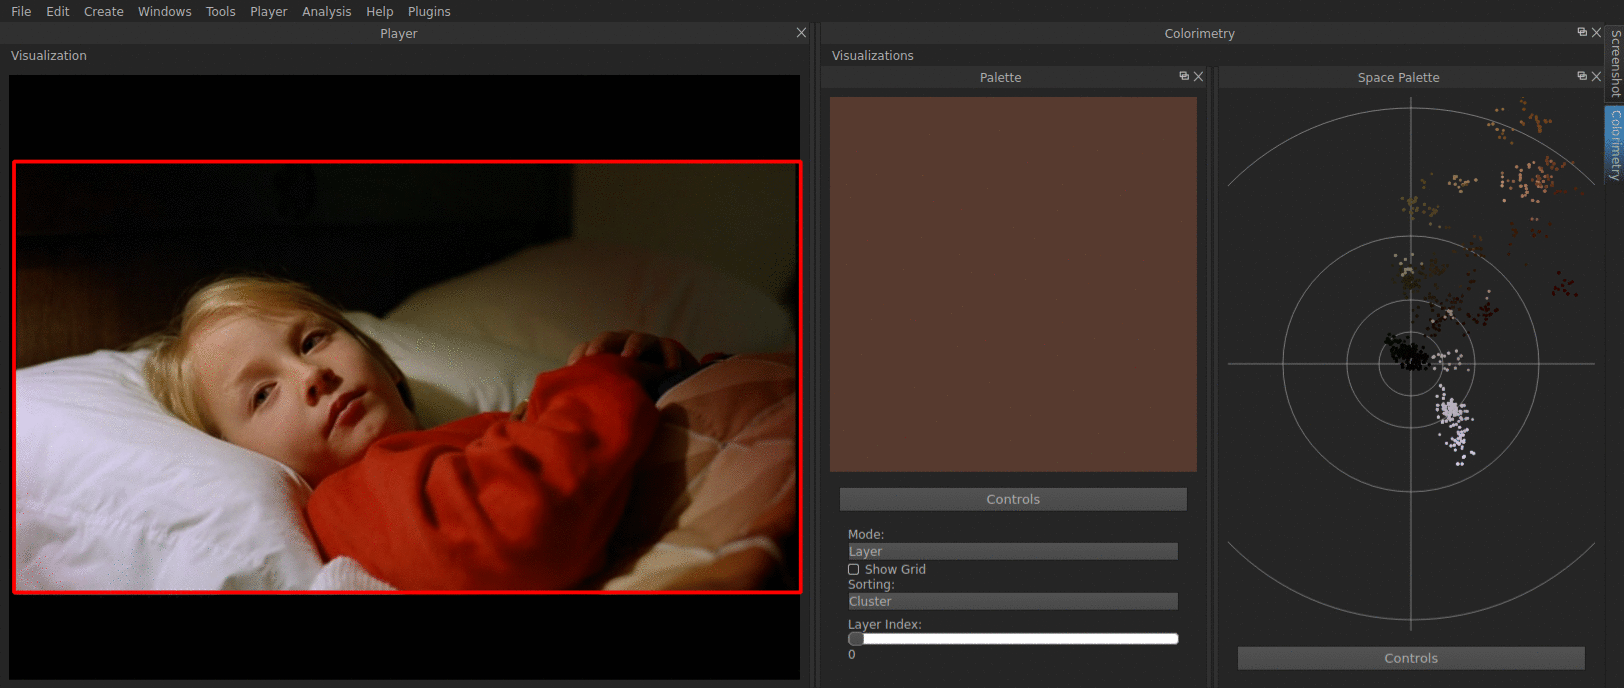 File Edit Create Windows Tools Player Analysis Help Plugins
Player
Visualization
Colorimetry
Visualizations
Palette
Controls
Mode:
Layer
Show Grid
Sorting:
Cluster
Layer Index:
0
Space Palette
Controls
Screenshot
Colorimetry